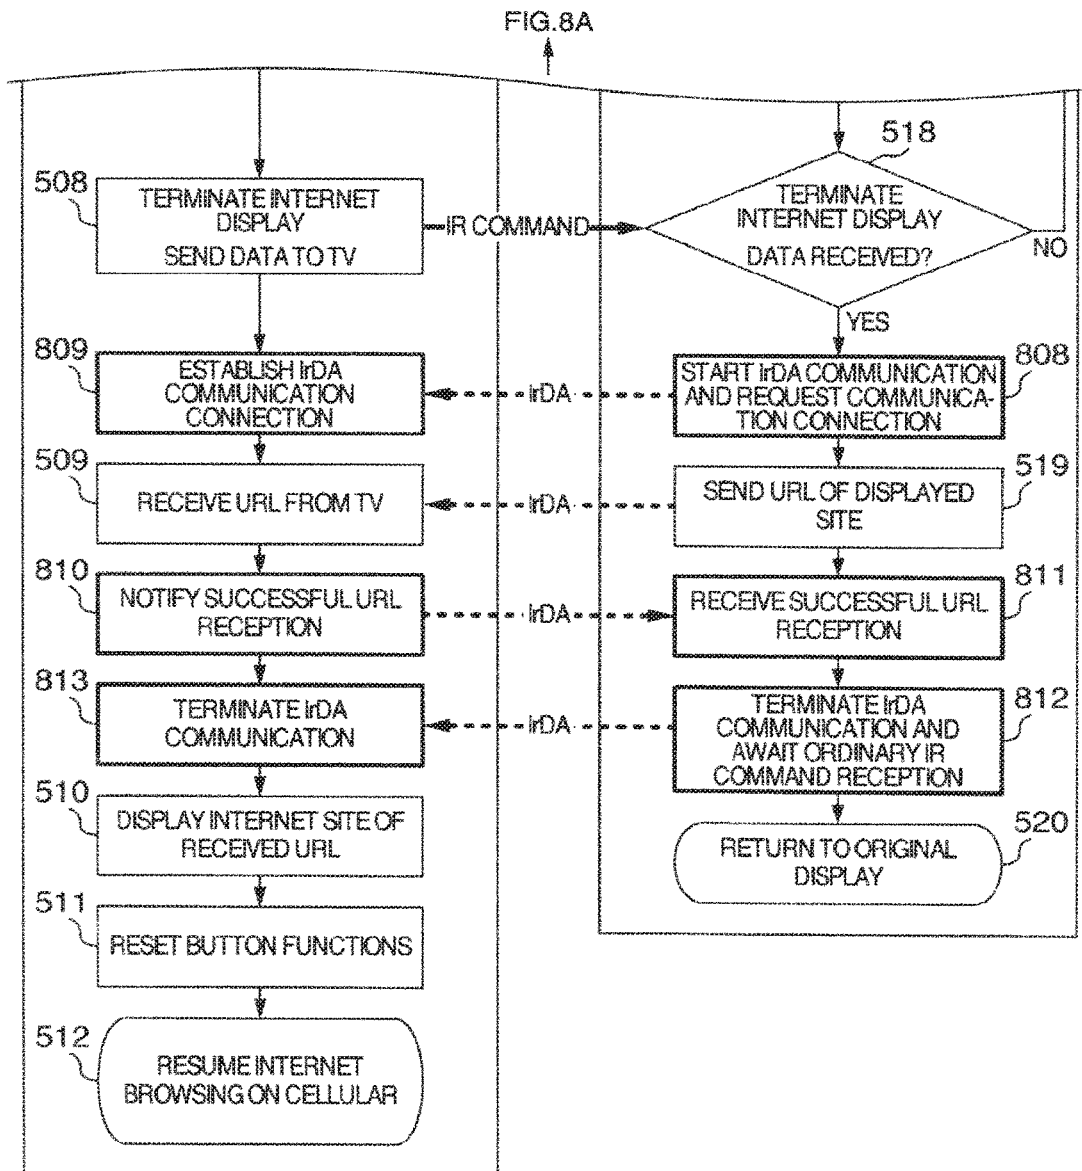 FIG.8A
518
508
TERMINATE INTERNET
DISPLAY
SEND DATA TO TV
IR COMMAND
TERMINATE
INTERNET DISPLAY
DATA RECEIVED?
NO
YES
809
ESTABLISH IrDA
COMMUNICATION
CONNECTION
IrDA
START IrDA COMMUNICATION
AND REQUEST COMMUNICA-
TION CONNECTION
808
509
RECEIVE URL FROM TV
IrDA
SEND URL OF DISPLAYED
SITE
519
810
NOTIFY SUCCESSFUL URL
RECEPTION
IrDA
RECEIVE SUCCESSFUL URL
RECEPTION
811
813
TERMINATE IrDA
COMMUNICATION
IrDA
TERMINATE IrDA
COMMUNICATION AND
AWAIT ORDINARY IR
COMMAND RECEPTION
812
510
DISPLAY INTERNET SITE OF
RECEIVED URL
RETURN TO ORIGINAL
DISPLAY
520
511
RESET BUTTON FUNCTIONS
512
RESUME INTERNET
BROWSING ON CELLULAR